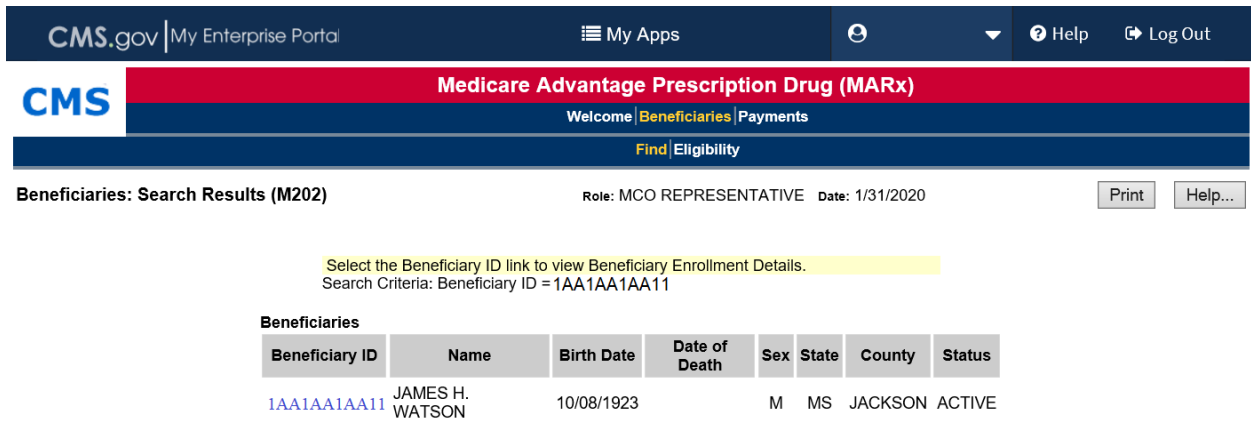 CMS.gov My Enterprise Portal My Apps Help Log Out
CMS
Medicare Advantage Prescription Drug (MARx)
Welcome Beneficiaries Payments
Find Eligibility
Beneficiaries: Search Results (M202) Role: MCO REPRESENTATIVE Date: 1/31/2020 Print Help...
Select the Beneficiary ID link to view Beneficiary Enrollment Details.
Search Criteria: Beneficiary ID = 1AA1AA1AA11
Beneficiaries
Beneficiary ID Name Birth Date Date of Death Sex State County Status
1AA1AA1AA11 JAMES H. WATSON 10/08/1923 M MS JACKSON ACTIVE